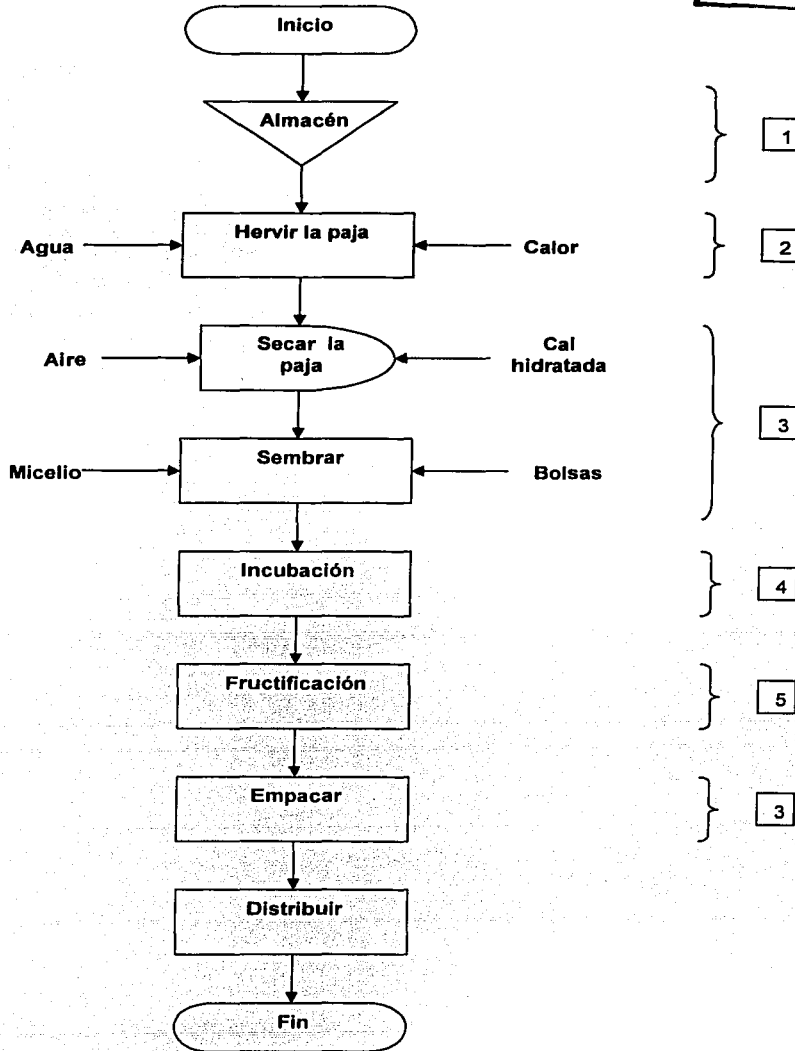 Inicio
Almacén
1
Hervir la paja
Agua
Calor
2
Secar la
paja
Aire
Cal
hidratada
3
Sembrar
Micelio
Bolsas
Incubación
4
Fructificación
5
Empacar
3
Distribuir
Fin